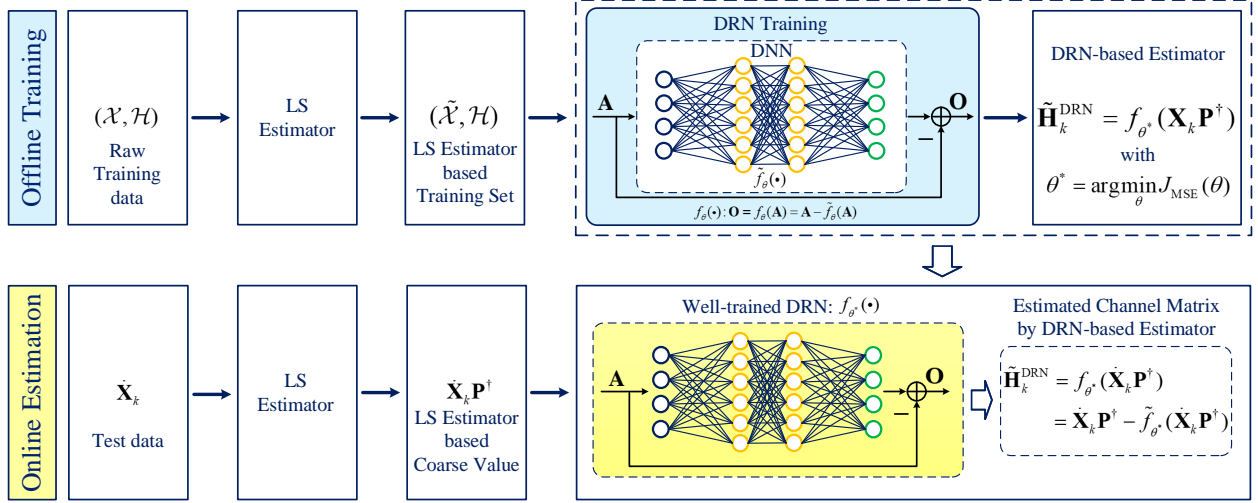 Offline Training
(𝒳, ℋ)
Raw
Training
data
LS
Estimator
(𝒳̃, ℋ)
LS Estimator
based
Training Set
DRN Training
DNN
A
O
−
f̃_θ(•)
f_θ(•): O = f_θ(A) = A − f̃_θ(A)
DRN-based Estimator
H̃_k^DRN = f_θ*(X_k P†)
with
θ* = argmin_θ J_MSE(θ)
Online Estimation
Ẋ_k
Test data
LS
Estimator
Ẋ_k P†
LS Estimator
based
Coarse Value
Well-trained DRN: f_θ*(•)
A
O
−
Estimated Channel Matrix
by DRN-based Estimator
H̃_k^DRN = f_θ*(Ẋ_k P†)
= Ẋ_k P† − f̃_θ*(Ẋ_k P†)